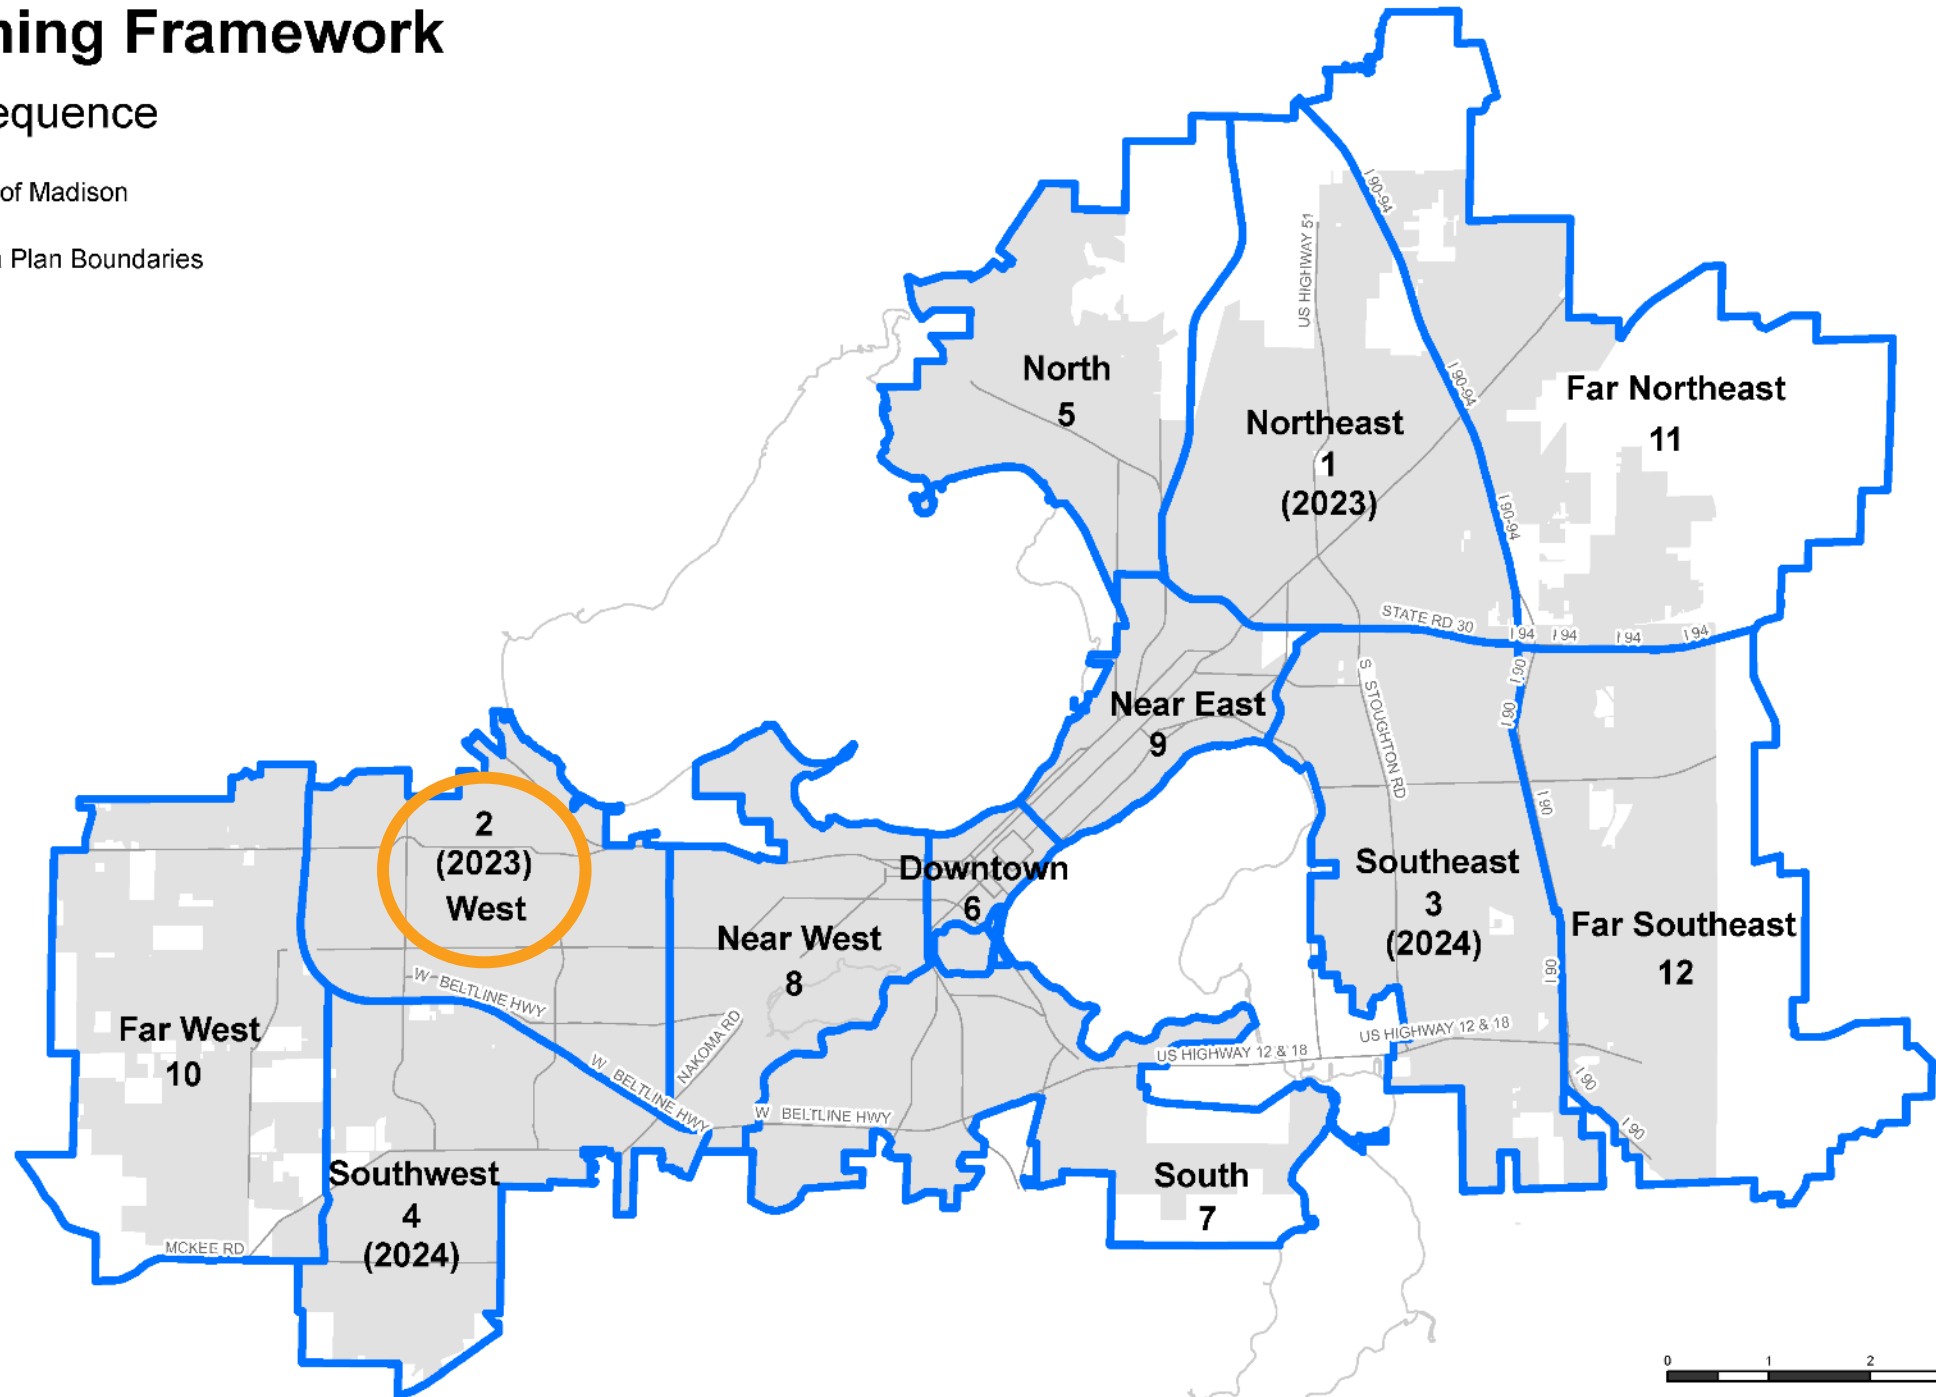 ning Framework
equence
of Madison
n Plan Boundaries
I 90-94
US HIGHWAY 51
North
5
I 90-94
Far Northeast
11
Northeast
1
(2023)
I 90-94
STATE RD 30
I 94
I 94
I 94
I 94
I 90
I 90
S STOUGHTON RD
Near East
9
I 90
2
(2023)
West
Downtown
6
Southeast
3
(2024)
Near West
8
Far Southeast
12
I 90
W BELTLINE HWY
Far West
10
NAKOMA RD
US HIGHWAY 12 & 18
US HIGHWAY 12 & 18
W BELTLINE HWY
W BELTLINE HWY
I 90
I 90
Southwest
4
(2024)
South
7
MCKEE RD
0 1 2